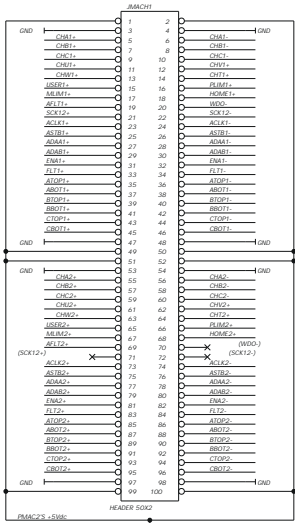 JMACH1
1 2
GND 3 4 GND
CHA1+ 5 6 CHA1-
CHB1+ 7 8 CHB1-
CHC1+ 9 10 CHC1-
CHU1+ 11 12 CHV1+
CHW1+ 13 14 CHT1+
USER1+ 15 16 PLIM1+
MLIM1+ 17 18 HOME1+
AFLT1+ 19 20 WDO-
SCK12+ 21 22 SCK12-
ACLK1+ 23 24 ACLK1-
ASTB1+ 25 26 ASTB1-
ADAA1+ 27 28 ADAA1-
ADAB1+ 29 30 ADAB1-
ENA1+ 31 32 ENA1-
FLT1+ 33 34 FLT1-
ATOP1+ 35 36 ATOP1-
ABOT1+ 37 38 ABOT1-
BTOP1+ 39 40 BTOP1-
BBOT1+ 41 42 BBOT1-
CTOP1+ 43 44 CTOP1-
CBOT1+ 45 46 CBOT1-
GND 47 48 GND
49 50
51 52
GND 53 54 GND
CHA2+ 55 56 CHA2-
CHB2+ 57 58 CHB2-
CHC2+ 59 60 CHC2-
CHU2+ 61 62 CHV2+
CHW2+ 63 64 CHT2+
USER2+ 65 66 PLIM2+
MLIM2+ 67 68 HOME2+
AFLT2+ 69 70 (WDO-)
(SCK12+) 71 72 (SCK12-)
ACLK2+ 73 74 ACLK2-
ASTB2+ 75 76 ASTB2-
ADAA2+ 77 78 ADAA2-
ADAB2+ 79 80 ADAB2-
ENA2+ 81 82 ENA2-
FLT2+ 83 84 FLT2-
ATOP2+ 85 86 ATOP2-
ABOT2+ 87 88 ABOT2-
BTOP2+ 89 90 BTOP2-
BBOT2+ 91 92 BBOT2-
CTOP2+ 93 94 CTOP2-
CBOT2+ 95 96 CBOT2-
GND 97 98 GND
99 100
HEADER 50X2
PMAC2'S +5Vdc